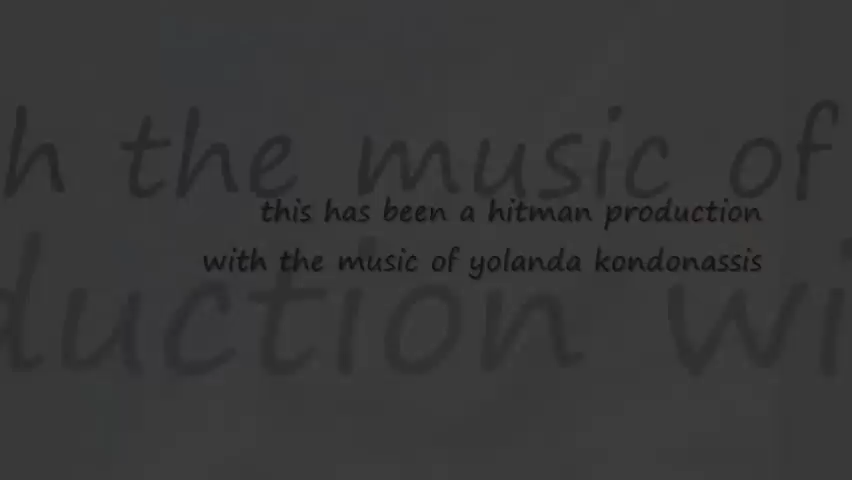 h the music of
this has been a hitman production
with the music of yolanda kondonassis
duction wi